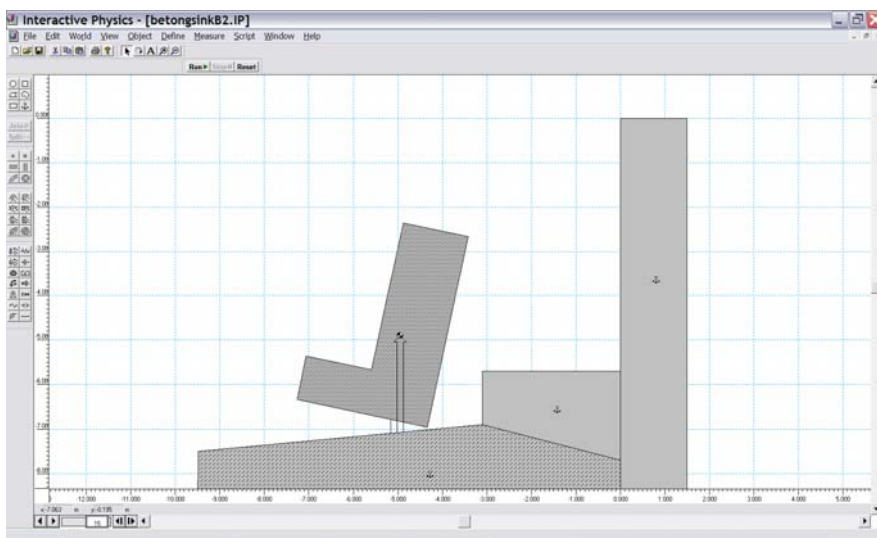 Interactive Physics - [betongsinkB2.IP]
File Edit World View Object Define Measure Script Window Help
A
Run Reset
0.000
-1.000
-2.000
-3.000
-4.000
-5.000
-6.000
-7.000
-8.000
-12.000 -11.000 -10.000 -9.000 -8.000 -7.000 -6.000 -5.000 -4.000 -3.000 -2.000 -1.000 0.000 1.000 2.000 3.000 4.000 5.000